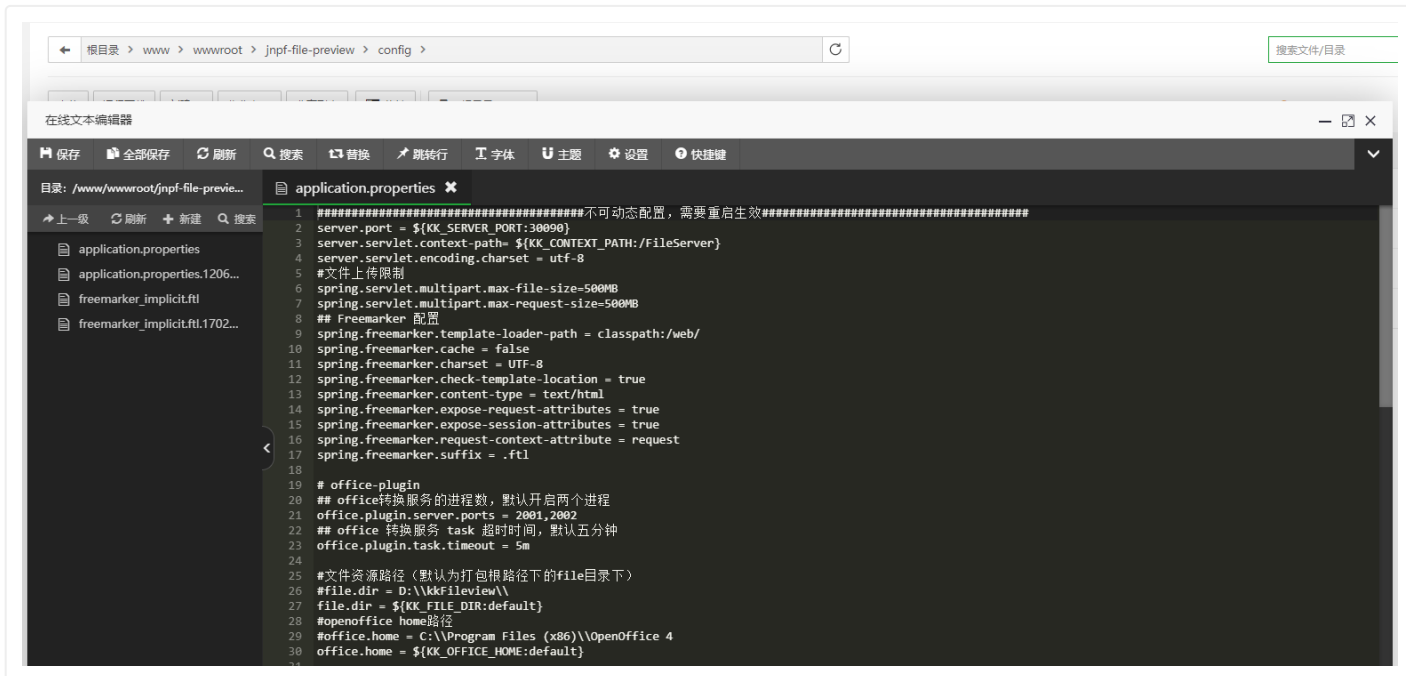 根目录 > www > wwwroot > jnpf-file-preview > config >
搜索文件/目录
在线文本编辑器
保存 全部保存 刷新 搜索 替换 跳转行 字体 主题 设置 快捷键
目录：/www/wwwroot/jnpf-file-previe...
application.properties
上一级 刷新 新建 搜索
application.properties
application.properties.1206...
freemarker_implicit.ftl
freemarker_implicit.ftl.1702...
1 #######################################不可动态配置，需要重启生效#######################################
2 server.port = ${KK_SERVER_PORT:30090}
3 server.servlet.context-path= ${KK_CONTEXT_PATH:/FileServer}
4 server.servlet.encoding.charset = utf-8
5 #文件上传限制
6 spring.servlet.multipart.max-file-size=500MB
7 spring.servlet.multipart.max-request-size=500MB
8 ## Freemarker 配置
9 spring.freemarker.template-loader-path = classpath:/web/
10 spring.freemarker.cache = false
11 spring.freemarker.charset = UTF-8
12 spring.freemarker.check-template-location = true
13 spring.freemarker.content-type = text/html
14 spring.freemarker.expose-request-attributes = true
15 spring.freemarker.expose-session-attributes = true
16 spring.freemarker.request-context-attribute = request
17 spring.freemarker.suffix = .ftl
18
19 # office-plugin
20 ## office转换服务的进程数，默认开启两个进程
21 office.plugin.server.ports = 2001,2002
22 ## office 转换服务 task 超时时间，默认五分钟
23 office.plugin.task.timeout = 5m
24
25 #文件资源路径（默认为打包根路径下的file目录下）
26 #file.dir = D:\\kkFileview\\
27 file.dir = ${KK_FILE_DIR:default}
28 #openoffice home路径
29 #office.home = C:\\Program Files (x86)\\OpenOffice 4
30 office.home = ${KK_OFFICE_HOME:default}